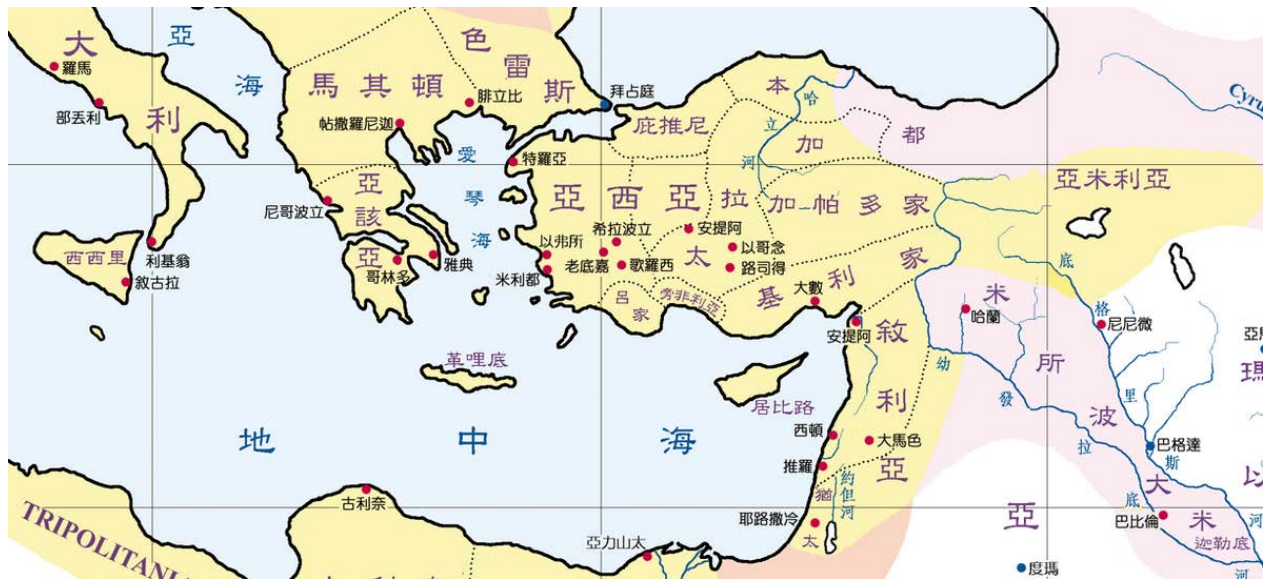 大
利
亞
海
羅馬
部丟利
色
雷
斯
馬其頓
腓立比
帖撒羅尼迦
拜占庭
庇推尼
本
都
哈
立
河
加
Cyru
愛
琴
海
特羅亞
亞
該
亞
尼哥波立
亞西亞
拉
太
加帕多家
亞米利亞
希拉波立
安提阿
以弗所
老底嘉
歌羅西
以哥念
路司得
米利都
西西里
利基翁
敘古拉
哥林多
雅典
呂
家
旁非利亞
基利家
大數
安提阿
敘
利
亞
哈蘭
尼尼微
底
格
里
斯
河
米
所
波
大
米
幼
發
拉
底
河
革哩底
居比路
西頓
大馬色
推羅
約但河
猶
太
耶路撒冷
地中海
巴格達
巴比倫
迦勒底
瑪
以
亞
度瑪
古利奈
亞力山太
TRIPOLITANI